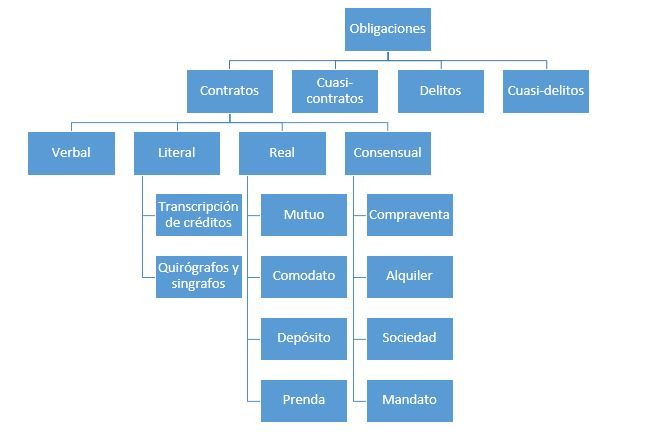 Obligaciones
Contratos
Cuasi-
contratos
Delitos
Cuasi-delitos
Verbal
Literal
Real
Consensual
Transcripción
de créditos
Mutuo
Compraventa
Quirógrafos y
singrafos
Comodato
Alquiler
Depósito
Sociedad
Prenda
Mandato